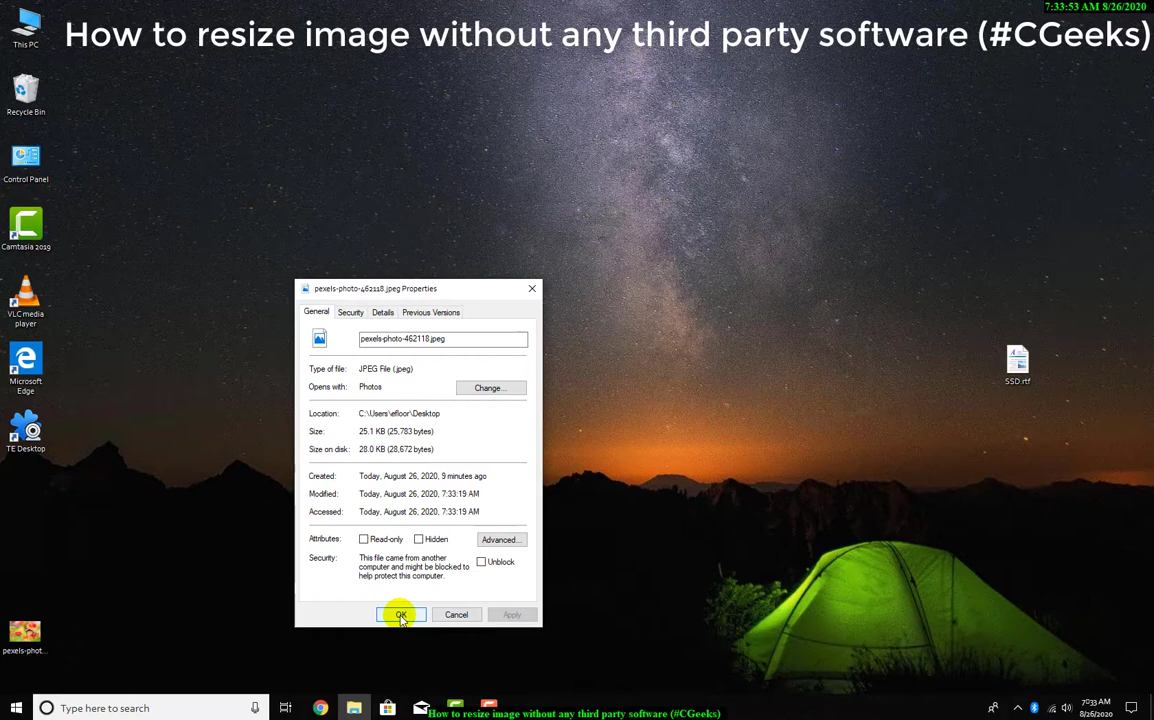 7:33:53 AM 8/26/2020
How to resize image without any third party software (#CGeeks)
This PC
Recycle Bin
Control Panel
Camtasia 2019
VLC media
player
Microsoft
Edge
TE Desktop
pexels-phot...
SSD.rtf
pexels-photo-462118.jpeg Properties
General Security Details Previous Versions
pexels-photo-462118.jpeg
Type of file: JPEG File (.jpeg)
Opens with: Photos Change...
Location: C:\Users\efloor\Desktop
Size: 25.1 KB (25,783 bytes)
Size on disk: 28.0 KB (28,672 bytes)
Created: Today, August 26, 2020, 9 minutes ago
Modified: Today, August 26, 2020, 7:33:19 AM
Accessed: Today, August 26, 2020, 7:33:19 AM
Attributes: Read-only Hidden Advanced...
Security: This file came from another
computer and might be blocked to
help protect this computer.
Unblock
OK Cancel Apply
Type here to search
7:33 AM
8/26/2020
How to resize image without any third party software (#CGeeks)